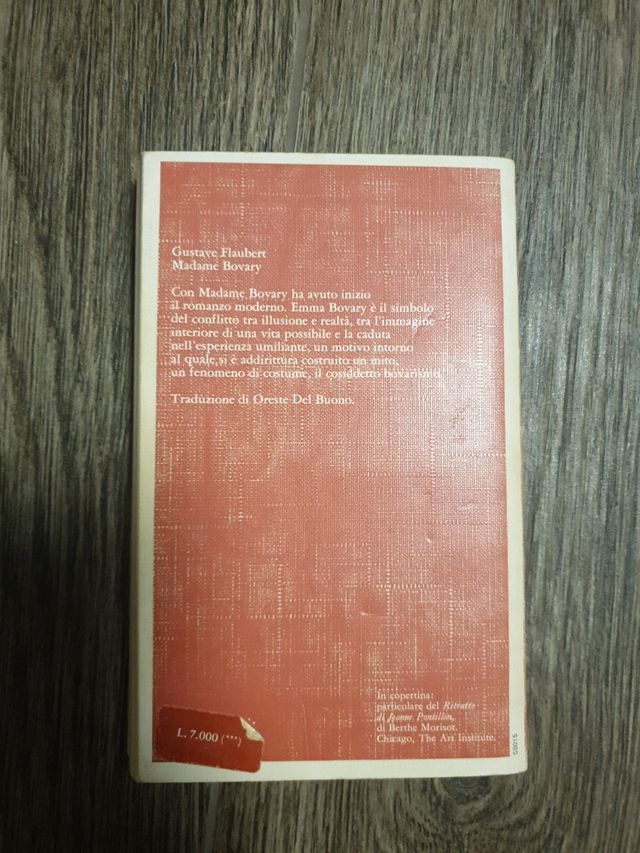 Gustave Flaubert
Madame Bovary
Con Madame Bovary ha avuto inizio
il romanzo moderno. Emma Bovary è il simbolo
del conflitto tra illusione e realtà, tra l'immagine
interiore di una vita possibile e la caduta
nell'esperienza umiliante, un motivo intorno
al quale si è addirittura costruito un mito,
un fenomeno di costume, il cosiddetto bovarismo.
Traduzione di Oreste Del Buono.
In copertina:
particolare del Ritratto
di Jeanne Pontillon,
di Berthe Morisot.
Chicago, The Art Institute.
L. 7.000 (***)
58015